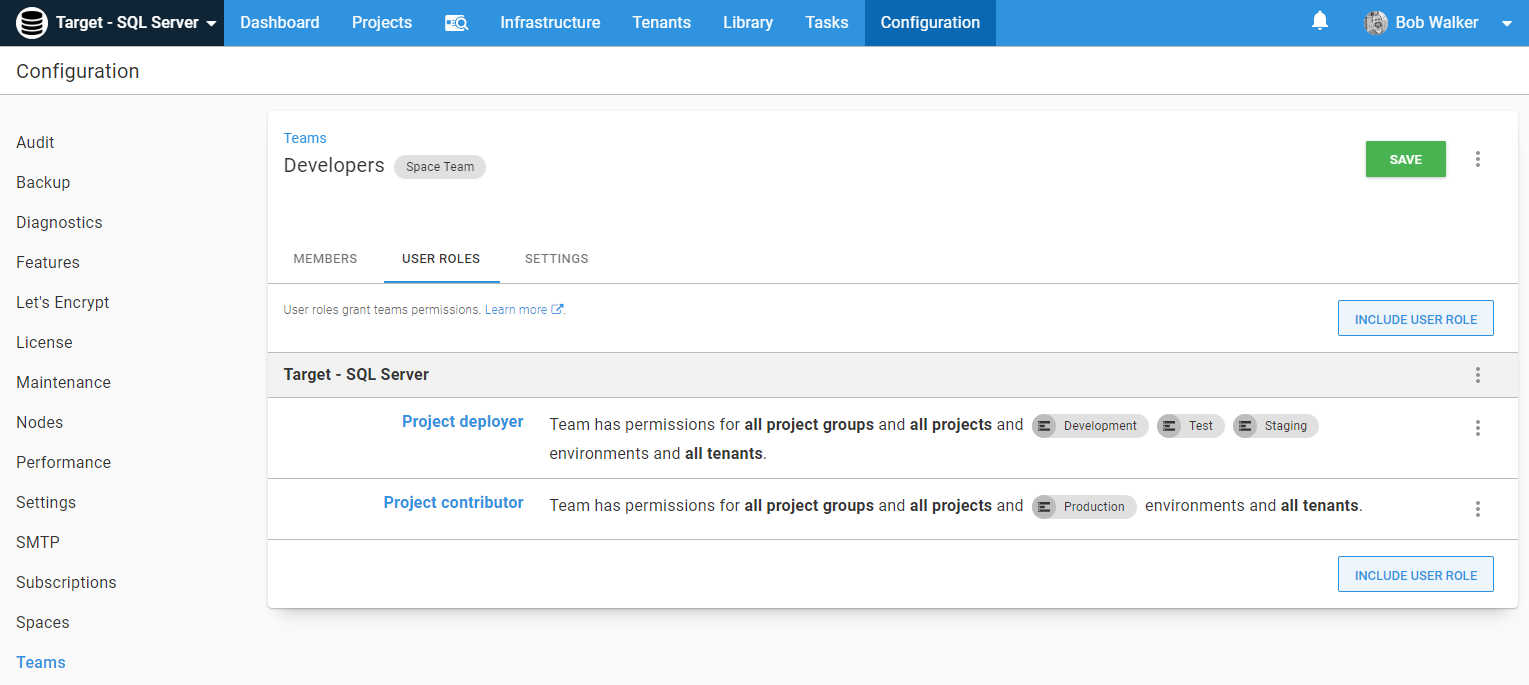 Target - SQL Server Dashboard Projects Infrastructure Tenants Library Tasks Configuration Bob Walker
Configuration
Audit
Backup
Diagnostics
Features
Let's Encrypt
License
Maintenance
Nodes
Performance
Settings
SMTP
Subscriptions
Spaces
Teams
Teams
Developers Space Team
SAVE
MEMBERS USER ROLES SETTINGS
User roles grant teams permissions. Learn more.
INCLUDE USER ROLE
Target - SQL Server
Project deployer Team has permissions for all project groups and all projects and Development Test Staging
environments and all tenants.
Project contributor Team has permissions for all project groups and all projects and Production environments and all tenants.
INCLUDE USER ROLE